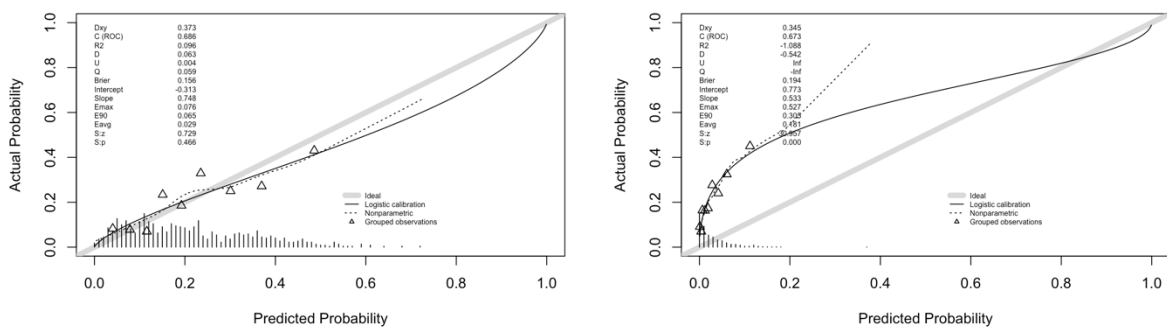 Dxy 0.373
C (ROC) 0.686
R2 0.096
D 0.063
U 0.004
Q 0.059
Brier 0.156
Intercept -0.313
Slope 0.748
Emax 0.076
E90 0.065
Eavg 0.029
S:z 0.729
S:p 0.466
Actual Probability
1.0
0.8
0.6
0.4
0.2
0.0
Ideal
Logistic calibration
Nonparametric
Grouped observations
0.0 0.2 0.4 0.6 0.8 1.0
Predicted Probability
Dxy 0.345
C (ROC) 0.673
R2 -1.088
D -0.542
U Inf
Q -Inf
Brier 0.194
Intercept 0.773
Slope 0.533
Emax 0.527
E90 0.303
Eavg
S:z
S:p 0.000
Actual Probability
1.0
0.8
0.6
0.4
0.2
0.0
Ideal
Logistic calibration
Nonparametric
Grouped observations
0.0 0.2 0.4 0.6 0.8 1.0
Predicted Probability